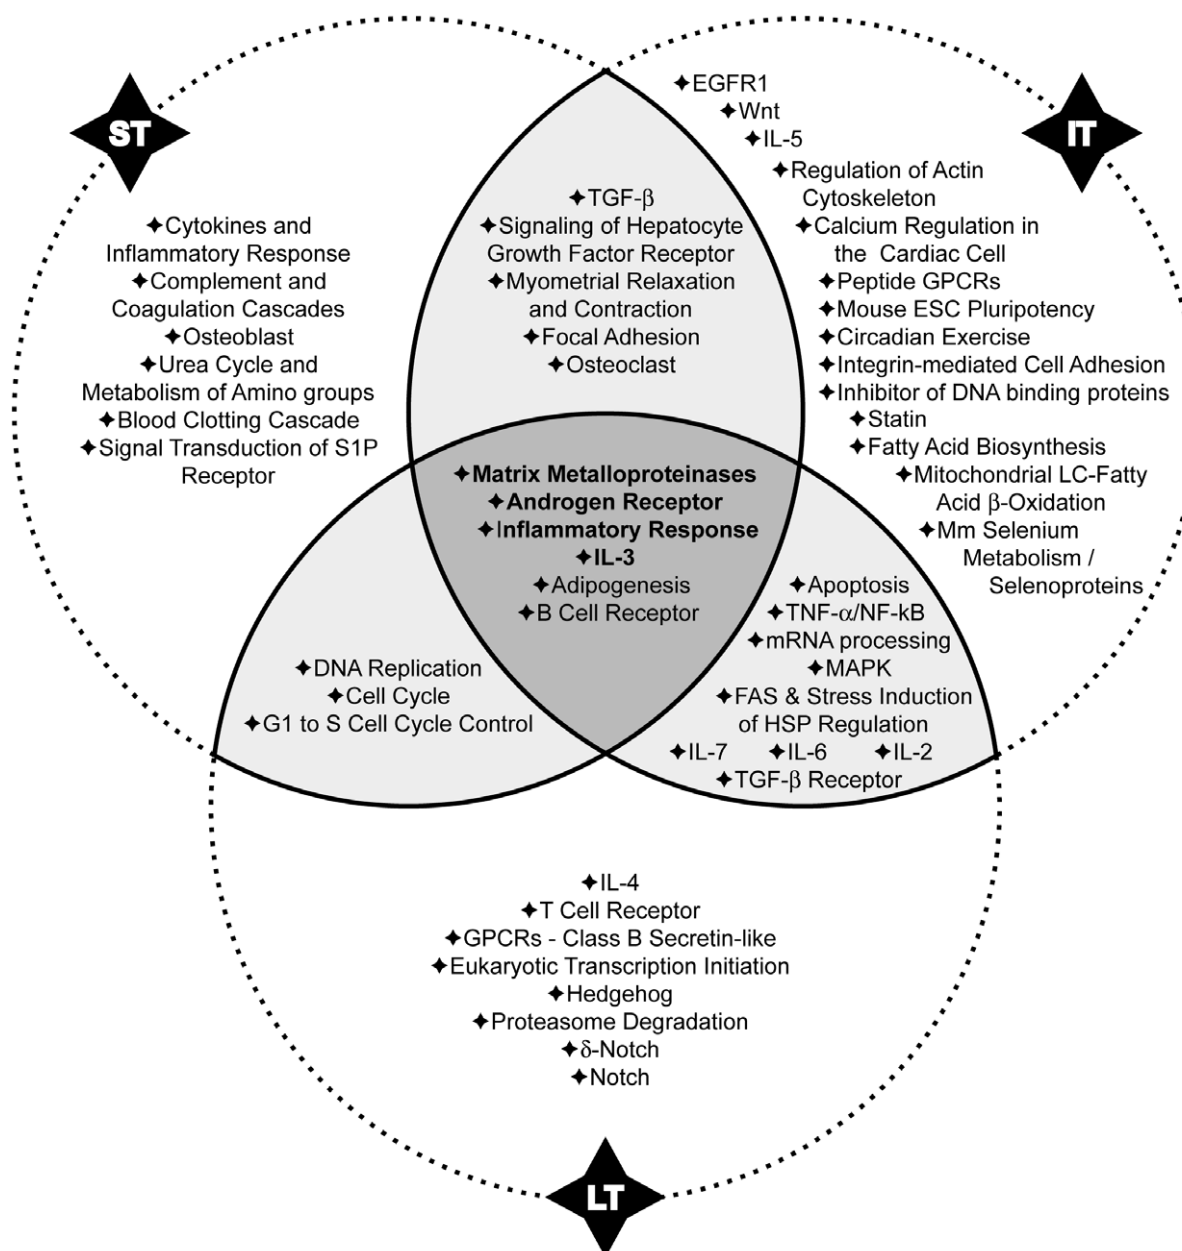 ST
IT
✦EGFR1
✦Wnt
✦IL-5
✦Regulation of Actin
Cytoskeleton
✦Calcium Regulation in
the Cardiac Cell
✦Peptide GPCRs
✦Mouse ESC Pluripotency
✦Circadian Exercise
✦Integrin-mediated Cell Adhesion
✦Inhibitor of DNA binding proteins
✦Statin
✦Fatty Acid Biosynthesis
✦Mitochondrial LC-Fatty
Acid β-Oxidation
✦Mm Selenium
Metabolism /
Selenoproteins
✦Cytokines and
Inflammatory Response
✦Complement and
Coagulation Cascades
✦Osteoblast
✦Urea Cycle and
Metabolism of Amino groups
✦Blood Clotting Cascade
✦Signal Transduction of S1P
Receptor
✦TGF-β
✦Signaling of Hepatocyte
Growth Factor Receptor
✦Myometrial Relaxation
and Contraction
✦Focal Adhesion
✦Osteoclast
✦Matrix Metalloproteinases
✦Androgen Receptor
✦Inflammatory Response
✦IL-3
✦Adipogenesis
✦B Cell Receptor
✦DNA Replication
✦Cell Cycle
✦G1 to S Cell Cycle Control
✦Apoptosis
✦TNF-α/NF-kB
✦mRNA processing
✦MAPK
✦FAS & Stress Induction
of HSP Regulation
✦IL-7 ✦IL-6 ✦IL-2
✦TGF-β Receptor
✦IL-4
✦T Cell Receptor
✦GPCRs - Class B Secretin-like
✦Eukaryotic Transcription Initiation
✦Hedgehog
✦Proteasome Degradation
✦δ-Notch
✦Notch
LT